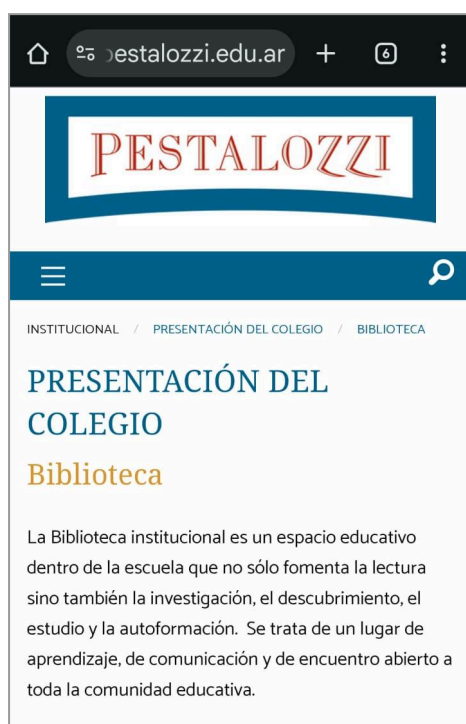 estalozzi.edu.ar
6
PESTALOZZI
INSTITUCIONAL / PRESENTACIÓN DEL COLEGIO / BIBLIOTECA
PRESENTACIÓN DEL
COLEGIO
Biblioteca
La Biblioteca institucional es un espacio educativo
dentro de la escuela que no sólo fomenta la lectura
sino también la investigación, el descubrimiento, el
estudio y la autoformación. Se trata de un lugar de
aprendizaje, de comunicación y de encuentro abierto a
toda la comunidad educativa.